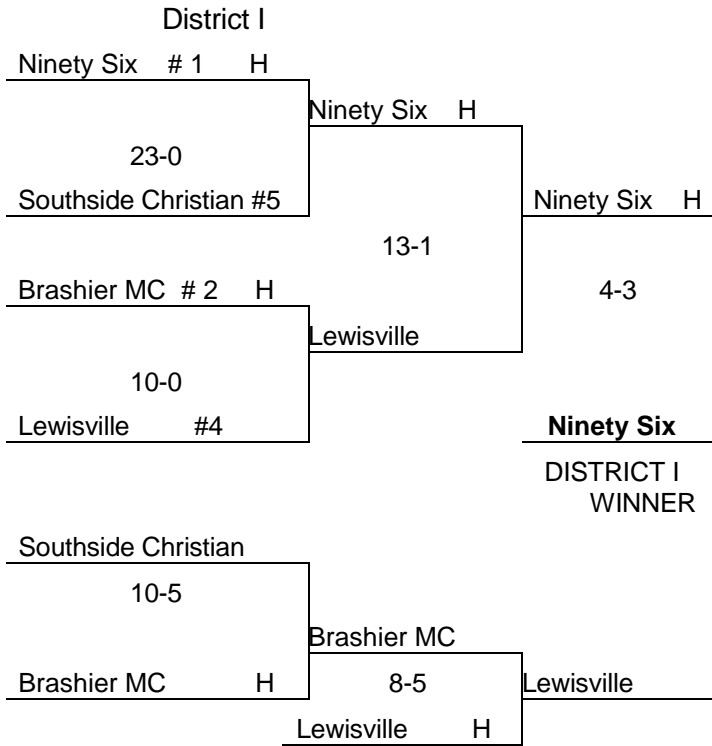 District I
Ninety Six # 1 H
Ninety Six H
23-0
Southside Christian #5
Ninety Six H
13-1
Brashier MC # 2 H
4-3
Lewisville
10-0
Lewisville #4
Ninety Six
DISTRICT I
WINNER
Southside Christian
10-5
Brashier MC
Brashier MC H
8-5
Lewisville
Lewisville H